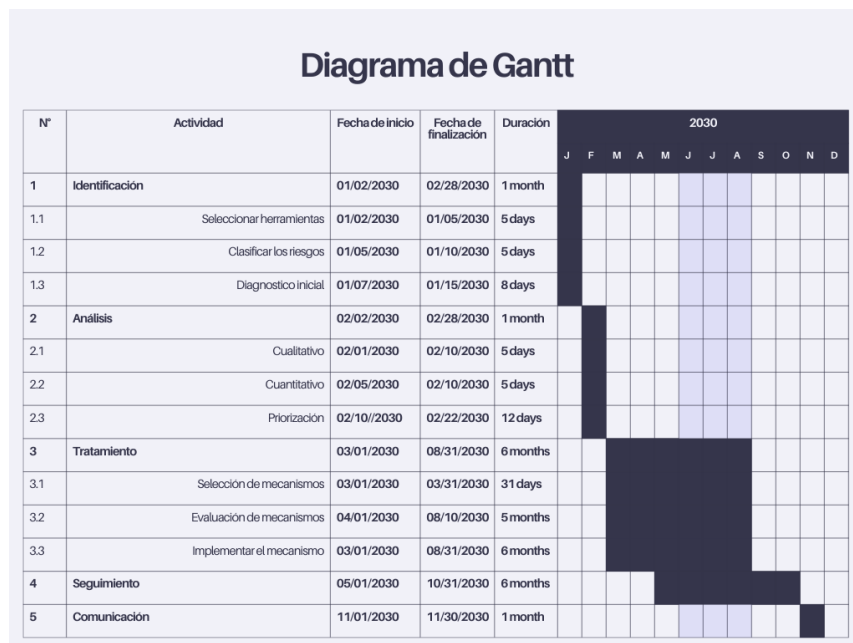 Diagrama de Gantt
N° Actividad Fecha de inicio Fecha de finalización Duración 2030
J F M A M J J A S O N D
1 Identificación 01/02/2030 02/28/2030 1 month
1.1 Seleccionar herramientas 01/02/2030 01/05/2030 5 days
1.2 Clasificar los riesgos 01/05/2030 01/10/2030 5 days
1.3 Diagnostico inicial 01/07/2030 01/15/2030 8 days
2 Análisis 02/02/2030 02/28/2030 1 month
2.1 Cualitativo 02/01/2030 02/10/2030 5 days
2.2 Cuantitativo 02/05/2030 02/10/2030 5 days
2.3 Priorización 02/10//2030 02/22/2030 12 days
3 Tratamiento 03/01/2030 08/31/2030 6 months
3.1 Selección de mecanismos 03/01/2030 03/31/2030 31 days
3.2 Evaluación de mecanismos 04/01/2030 08/10/2030 5 months
3.3 Implementar el mecanismo 03/01/2030 08/31/2030 6 months
4 Seguimiento 05/01/2030 10/31/2030 6 months
5 Comunicación 11/01/2030 11/30/2030 1 month